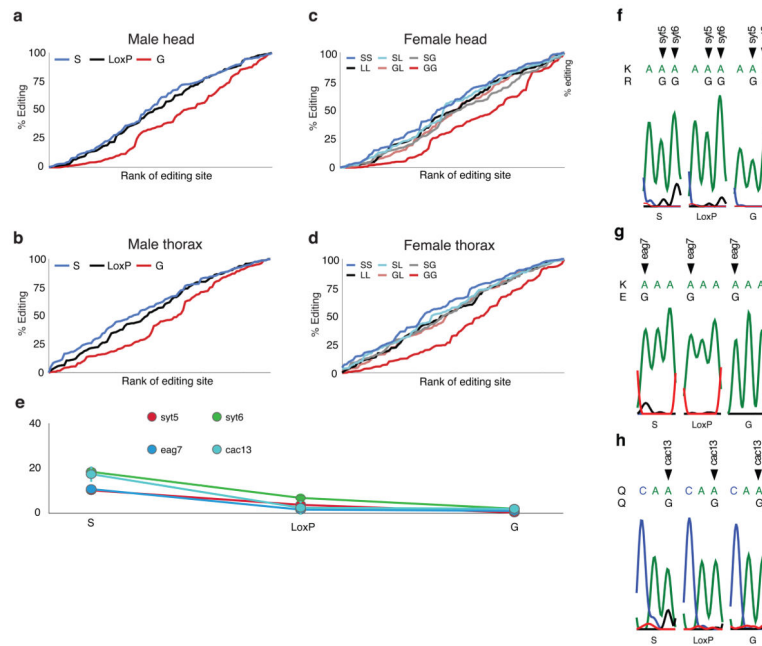 a
Male head
S LoxP G
100
75
50
25
0
% Editing
Rank of editing site
c
Female head
SS SL SG
LL GL GG
100
75
50
25
0
% Editing
% editing
Rank of editing site
b
Male thorax
S LoxP G
100
75
50
25
0
% Editing
Rank of editing site
d
Female thorax
SS SL SG
LL GL GG
100
75
50
25
0
% Editing
Rank of editing site
e
40
20
0
syt5 syt6
eag7 cac13
S LoxP G
f
syt5 syt6 syt5 syt6 syt5
K A A A A A A A A
R G G G G G
S LoxP G
g
eag7 eag7 eag7
K A A A A A A A A A
E G G G
S LoxP G
h
cac13 cac13 cac13
Q C A A C A A C A A
Q G G G
S LoxP G